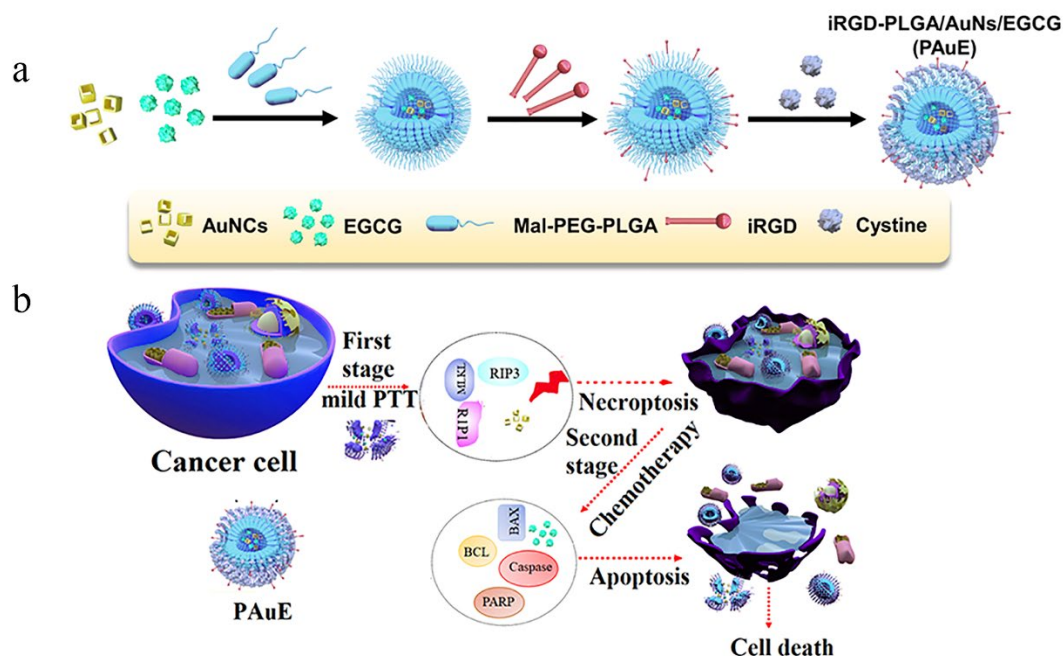 a
iRGD-PLGA/AuNs/EGCG
(PAuE)
AuNCs
EGCG
Mal-PEG-PLGA
iRGD
Cystine
b
First
stage
mild PTT
Cancer cell
PAuE
MLKL
RIP3
RIP1
Necroptosis
Second
stage
Chemotherapy
BAX
BCL
Caspase
PARP
Apoptosis
Cell death